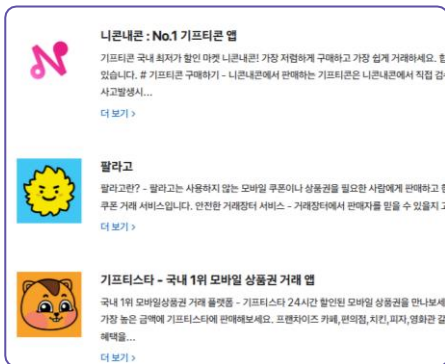 니콘내콘 : No.1 기프티콘 앱
기프티콘 국내 최저가 할인 마켓 니콘내콘! 가장 저렴하게 구매하고 가장 쉽게 거래하세요.
있습니다. # 기프티콘 구매하기 - 니콘내콘에서 판매하는 기프티콘은 니콘내콘에서 직접
사고발생시...
더 보기 >
팔라고
팔라고란? - 팔라고는 사용하지 않는 모바일 쿠폰이나 상품권을 필요한 사람에게 판매하고
쿠폰 거래 서비스입니다. 안전한 거래장터 서비스 - 거래장터에서 판매자를 믿을 수 있을지
더 보기 >
기프티스타 - 국내 1위 모바일 상품권 거래 앱
국내 1위 모바일상품권 거래 플랫폼 - 기프티스타 24시간 할인된 모바일 상품권을 만나보세
가장 높은 금액에 기프티스타에 판매해보세요. 프랜차이즈 카페,편의점,치킨,피자,영화관
혜택을...
더 보기 >